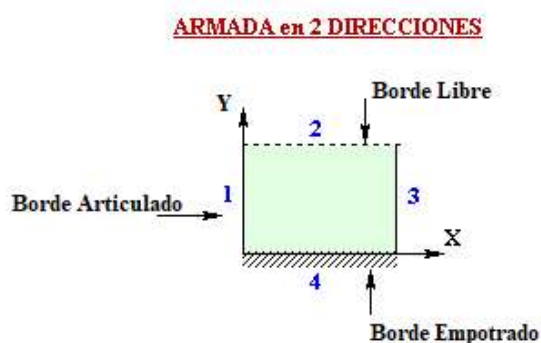 ARMADA en 2 DIRECCIONES
Borde Libre
Y
2
Borde Articulado
1
3
X
4
Borde Empotrado